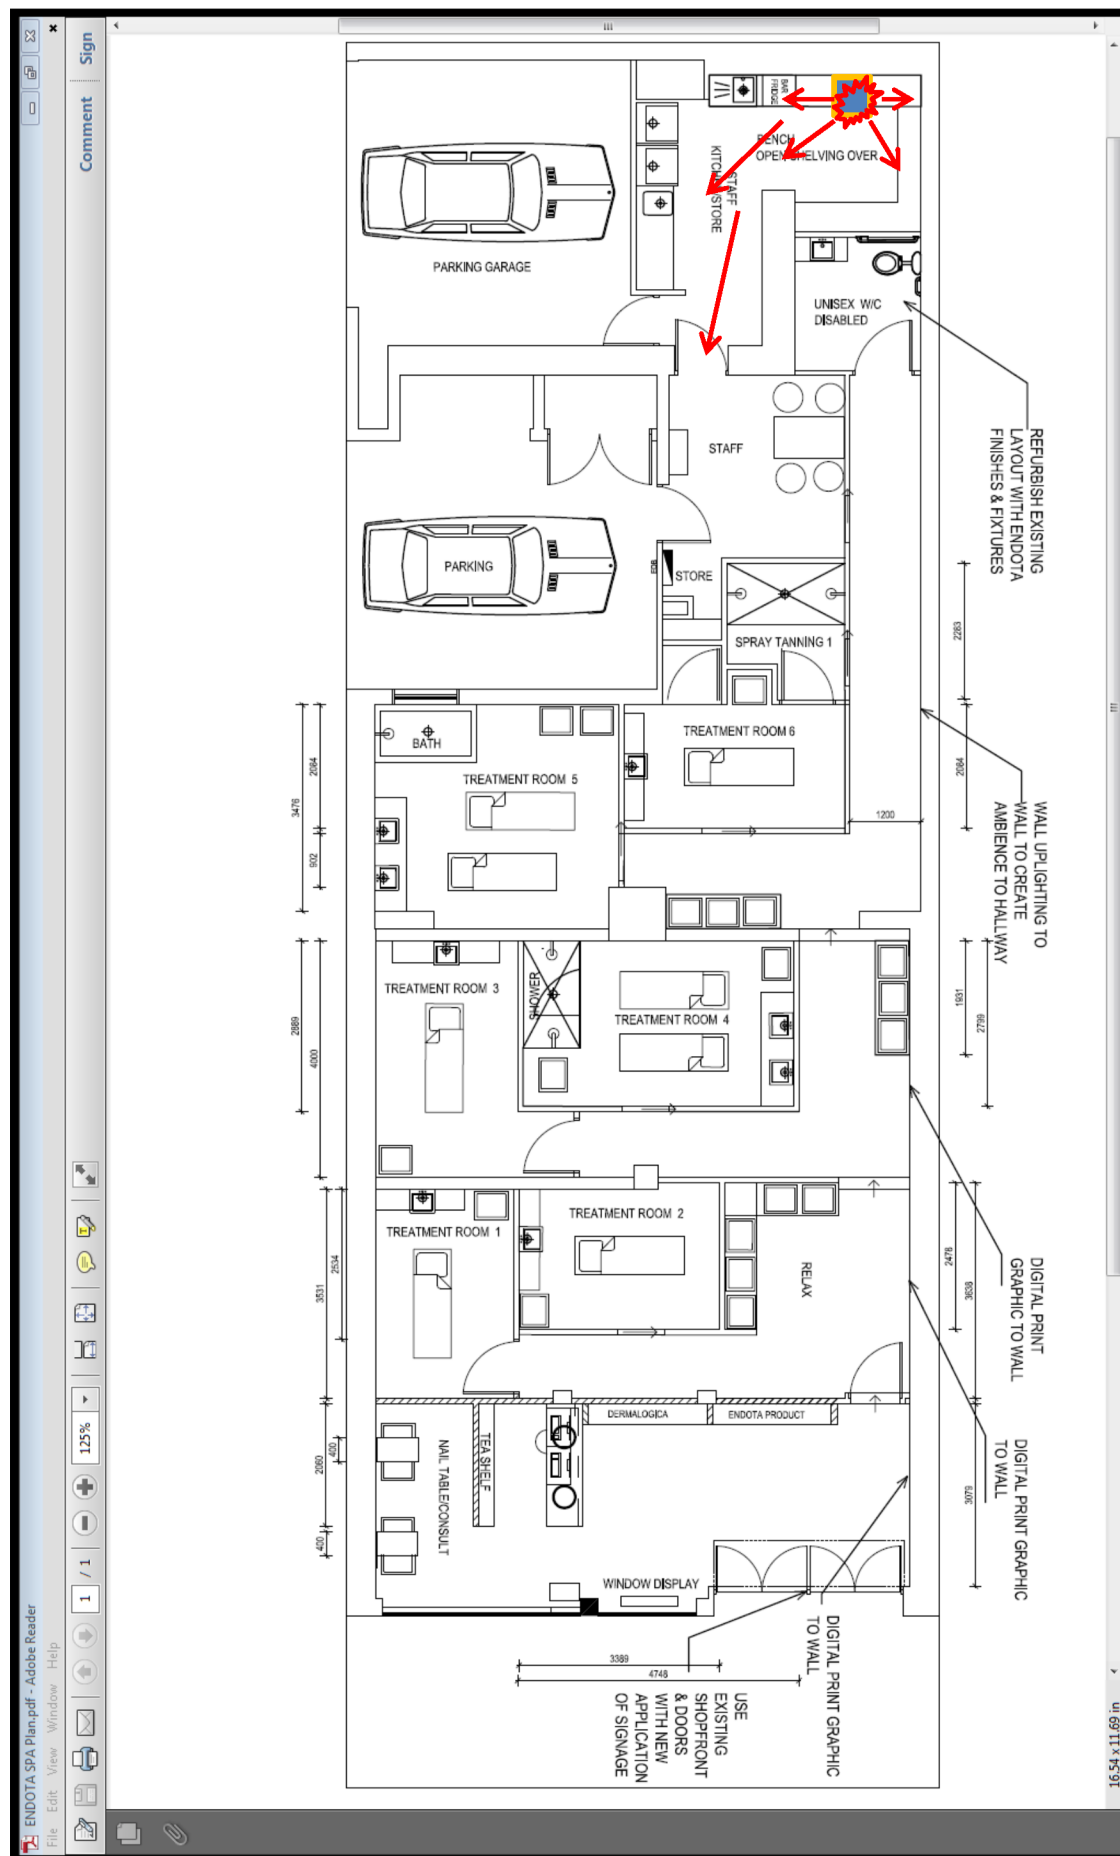 ENDOTA SPA Plan.pdf - Adobe Reader
File Edit View Window Help
1 / 1
125%
Sign
Comment
16.54 x 11.69 in
BAR
FRIDGE
BENCH
OPEN SHELVING OVER
STAFF
KITCHEN/STORE
PARKING GARAGE
UNISEX W/C
DISABLED
REFURBISH EXISTING
LAYOUT WITH ENDOTA
FINISHES & FIXTURES
STAFF
PARKING
STORE
SPRAY TANNING 1
2283
BATH
TREATMENT ROOM 5
TREATMENT ROOM 6
2064
3476
902
2064
1200
WALL UPLIGHTING TO
WALL TO CREATE
AMBIENCE TO HALLWAY
TREATMENT ROOM 3
SHOWER
TREATMENT ROOM 4
2889
4000
1931
2799
DIGITAL PRINT
GRAPHIC TO WALL
TREATMENT ROOM 1
TREATMENT ROOM 2
RELAX
3531
2478
3636
DIGITAL PRINT GRAPHIC
TO WALL
DERMALOGICA
ENDOTA PRODUCT
TEA SHELF
NAIL TABLE/CONSULT
400
2060
400
3079
WINDOW DISPLAY
DIGITAL PRINT GRAPHIC
TO WALL
3389
4748
USE
EXISTING
SHOPFRONT
& DOORS
WITH NEW
APPLICATION
OF SIGNAGE